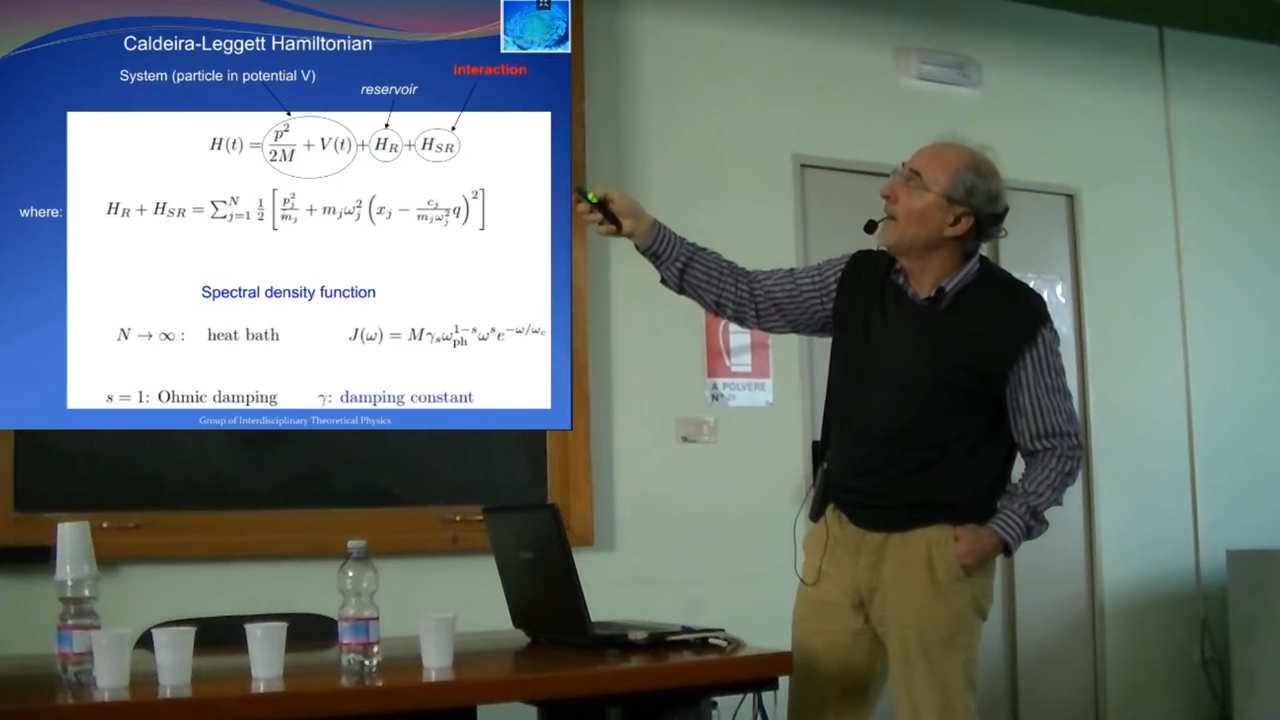 Caldeira-Leggett Hamiltonian
System (particle in potential V)
interaction
reservoir
H(t) = p²/2M + V(t) + H_R + H_SR
where: H_R + H_SR = ∑_{j=1}^{N} 1/2 [ p_j²/m_j + m_j ω_j² ( x_j − c_j/(m_j ω_j²) q )² ]
Spectral density function
N → ∞ : heat bath J(ω) = Mγ_s ω_ph^{1−s} ω^s e^{−ω/ω_c}
s = 1: Ohmic damping γ: damping constant
Group of Interdisciplinary Theoretical Physics
A POLVERE
N°